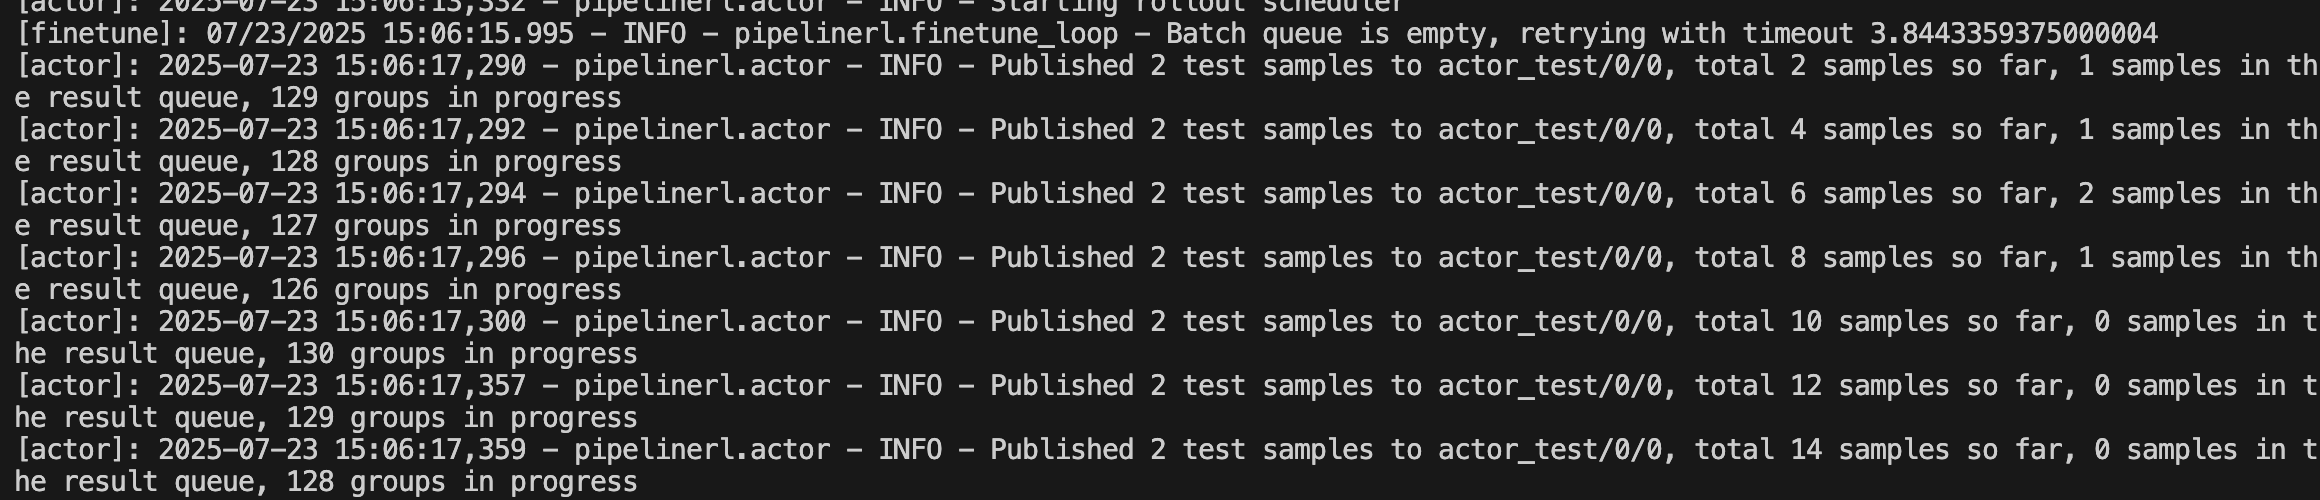 [actor]: 2025-07-23 15:06:13,332 - pipelinerl.actor - INFO - Starting rollout scheduler
[finetune]: 07/23/2025 15:06:15.995 - INFO - pipelinerl.finetune_loop - Batch queue is empty, retrying with timeout 3.8443359375000004
[actor]: 2025-07-23 15:06:17,290 - pipelinerl.actor - INFO - Published 2 test samples to actor_test/0/0, total 2 samples so far, 1 samples in th
e result queue, 129 groups in progress
[actor]: 2025-07-23 15:06:17,292 - pipelinerl.actor - INFO - Published 2 test samples to actor_test/0/0, total 4 samples so far, 1 samples in th
e result queue, 128 groups in progress
[actor]: 2025-07-23 15:06:17,294 - pipelinerl.actor - INFO - Published 2 test samples to actor_test/0/0, total 6 samples so far, 2 samples in th
e result queue, 127 groups in progress
[actor]: 2025-07-23 15:06:17,296 - pipelinerl.actor - INFO - Published 2 test samples to actor_test/0/0, total 8 samples so far, 1 samples in th
e result queue, 126 groups in progress
[actor]: 2025-07-23 15:06:17,300 - pipelinerl.actor - INFO - Published 2 test samples to actor_test/0/0, total 10 samples so far, 0 samples in t
he result queue, 130 groups in progress
[actor]: 2025-07-23 15:06:17,357 - pipelinerl.actor - INFO - Published 2 test samples to actor_test/0/0, total 12 samples so far, 0 samples in t
he result queue, 129 groups in progress
[actor]: 2025-07-23 15:06:17,359 - pipelinerl.actor - INFO - Published 2 test samples to actor_test/0/0, total 14 samples so far, 0 samples in t
he result queue, 128 groups in progress